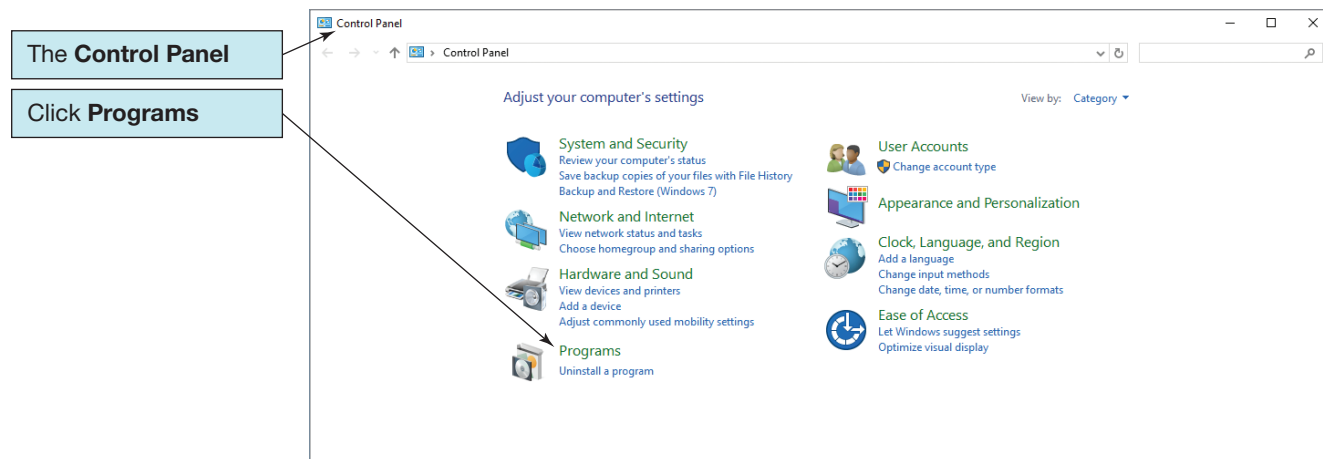 Control Panel
The Control Panel
Control Panel
Click Programs
Adjust your computer's settings
View by: Category
System and Security
Review your computer's status
Save backup copies of your files with File History
Backup and Restore (Windows 7)
Network and Internet
View network status and tasks
Choose homegroup and sharing options
Hardware and Sound
View devices and printers
Add a device
Adjust commonly used mobility settings
Programs
Uninstall a program
User Accounts
Change account type
Appearance and Personalization
Clock, Language, and Region
Add a language
Change input methods
Change date, time, or number formats
Ease of Access
Let Windows suggest settings
Optimize visual display